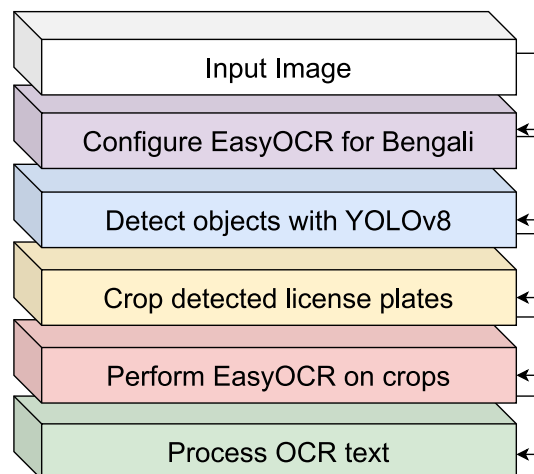 Input Image
Configure EasyOCR for Bengali
Detect objects with YOLOv8
Crop detected license plates
Perform EasyOCR on crops
Process OCR text